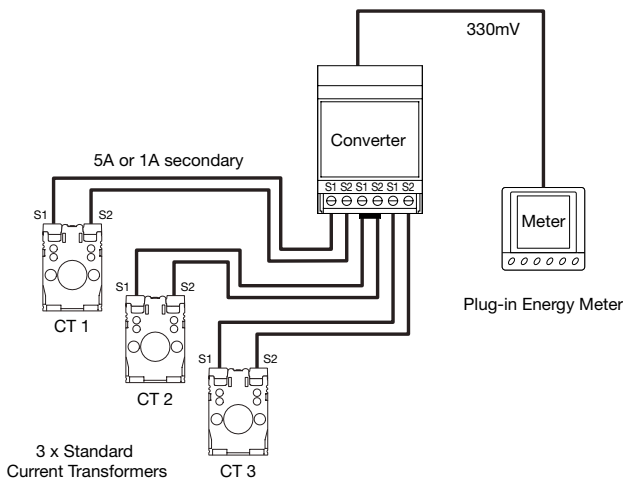 330mV
Converter
5A or 1A secondary
S1 S2 S1 S2 S1 S2
Meter
S1 S2
CT 1
Plug-in Energy Meter
S1 S2
CT 2
S1 S2
CT 3
3 x Standard
Current Transformers